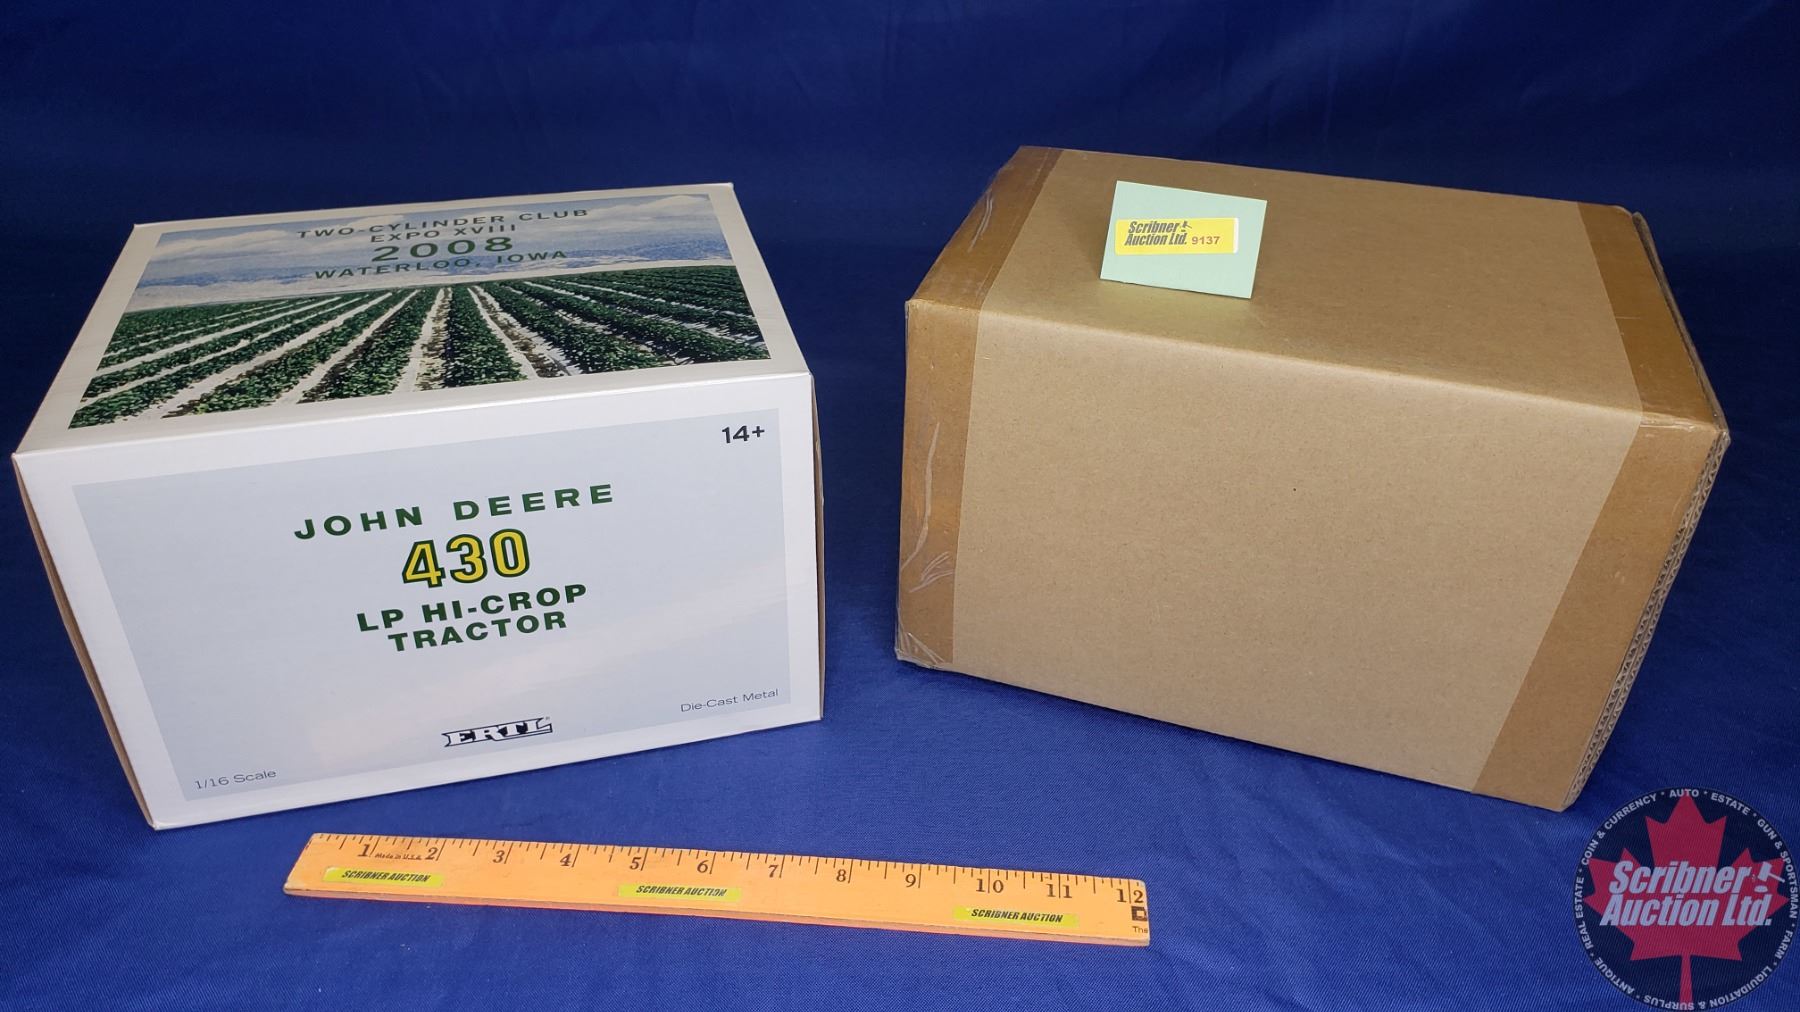 TWO-CYLINDER CLUB
EXPO XVIII
2008
WATERLOO, IOWA
14+
JOHN DEERE
430
LP HI-CROP
TRACTOR
ERTL
Die-Cast Metal
1/16 Scale
Scribner
Auction Ltd. 9137
1 2 3 4 5 6 7 8 9 10 11 12
Made in U.S.A.
SCRIBNER AUCTION
SCRIBNER AUCTION
SCRIBNER AUCTION
The
Scribner
Auction Ltd.
REAL ESTATE * COIN & CURRENCY * AUTO * ESTATE * GUN & SPORTSMAN * FARM * LIQUIDATION & SURPLUS * ANTIQUE *